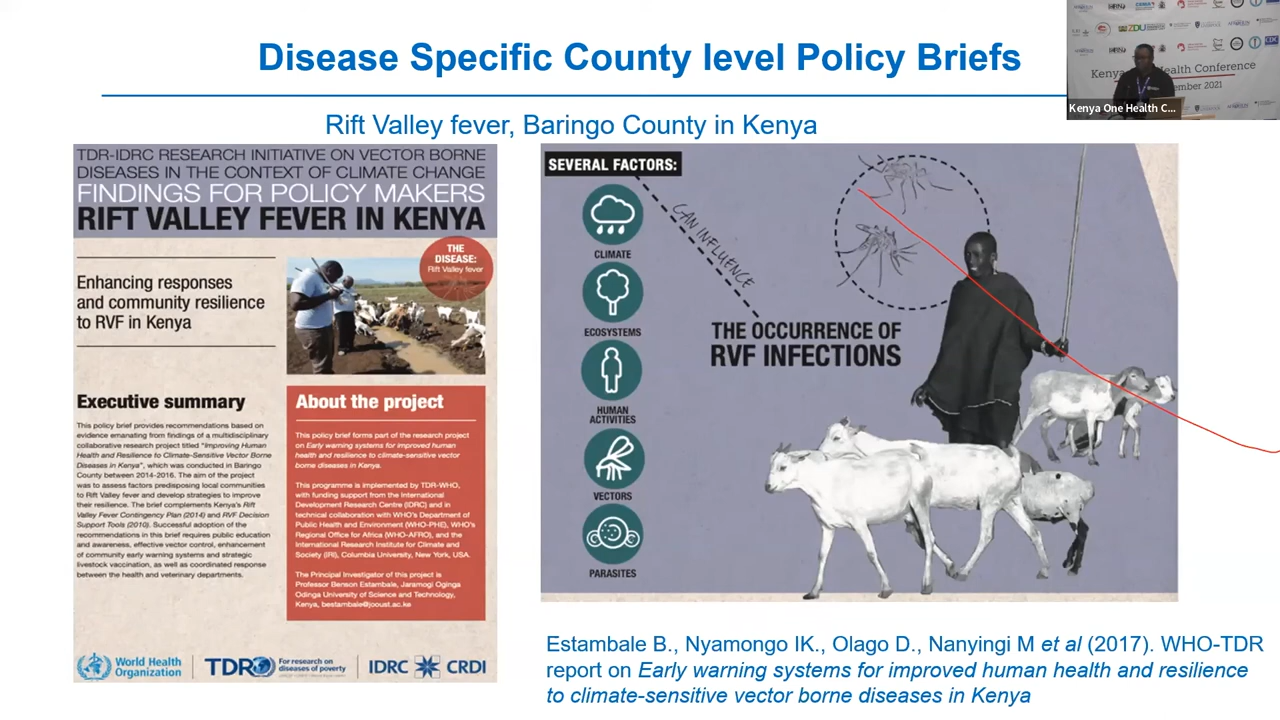 Disease Specific County level Policy Briefs
Kenya One Health Conference
ember 2021
Kenya One Health C...
Rift Valley fever, Baringo County in Kenya
TDR-IDRC RESEARCH INITIATIVE ON VECTOR BORNE
DISEASES IN THE CONTEXT OF CLIMATE CHANGE
FINDINGS FOR POLICY MAKERS
RIFT VALLEY FEVER IN KENYA
THE
DISEASE:
Rift Valley fever
Enhancing responses
and community resilience
to RVF in Kenya
Executive summary
This policy brief provides recommendations based on
evidence emanating from findings of a multidisciplinary
collaborative research project titled "Improving Human
Health and Resilience to Climate-Sensitive Vector Borne
Diseases in Kenya", which was conducted in Baringo
County between 2014-2016. The aim of the project
was to assess factors predisposing local communities
to Rift Valley fever and develop strategies to improve
their resilience. The brief complements Kenya's Rift
Valley Fever Contingency Plan (2014) and RVF Decision
Support Tools (2010). Successful adoption of the
recommendations in this brief requires public education
and awareness, effective vector control, enhancement
of community early warning systems and strategic
livestock vaccination, as well as coordinated response
between the health and veterinary departments.
About the project
This policy brief forms part of the research project
on Early warning systems for improved human
health and resilience to climate-sensitive vector
borne diseases in Kenya.
This programme is implemented by TDR-WHO,
with funding support from the International
Development Research Centre (IDRC) and in
technical collaboration with WHO's Department of
Public Health and Environment (WHO-PHE), WHO's
Regional Office for Africa (WHO-AFRO), and the
International Research Institute for Climate and
Society (IRI), Columbia University, New York, USA.
The Principal Investigator of this project is
Professor Benson Estambale, Jaramogi Oginga
Odinga University of Science and Technology,
Kenya, bestambale@jooust.ac.ke
World Health
Organization
TDR
For research on
diseases of poverty
IDRC
CRDI
SEVERAL FACTORS:
CAN INFLUENCE
CLIMATE
ECOSYSTEMS
HUMAN
ACTIVITIES
VECTORS
PARASITES
THE OCCURRENCE OF
RVF INFECTIONS
Estambale B., Nyamongo IK., Olago D., Nanyingi M et al (2017). WHO-TDR
report on Early warning systems for improved human health and resilience
to climate-sensitive vector borne diseases in Kenya